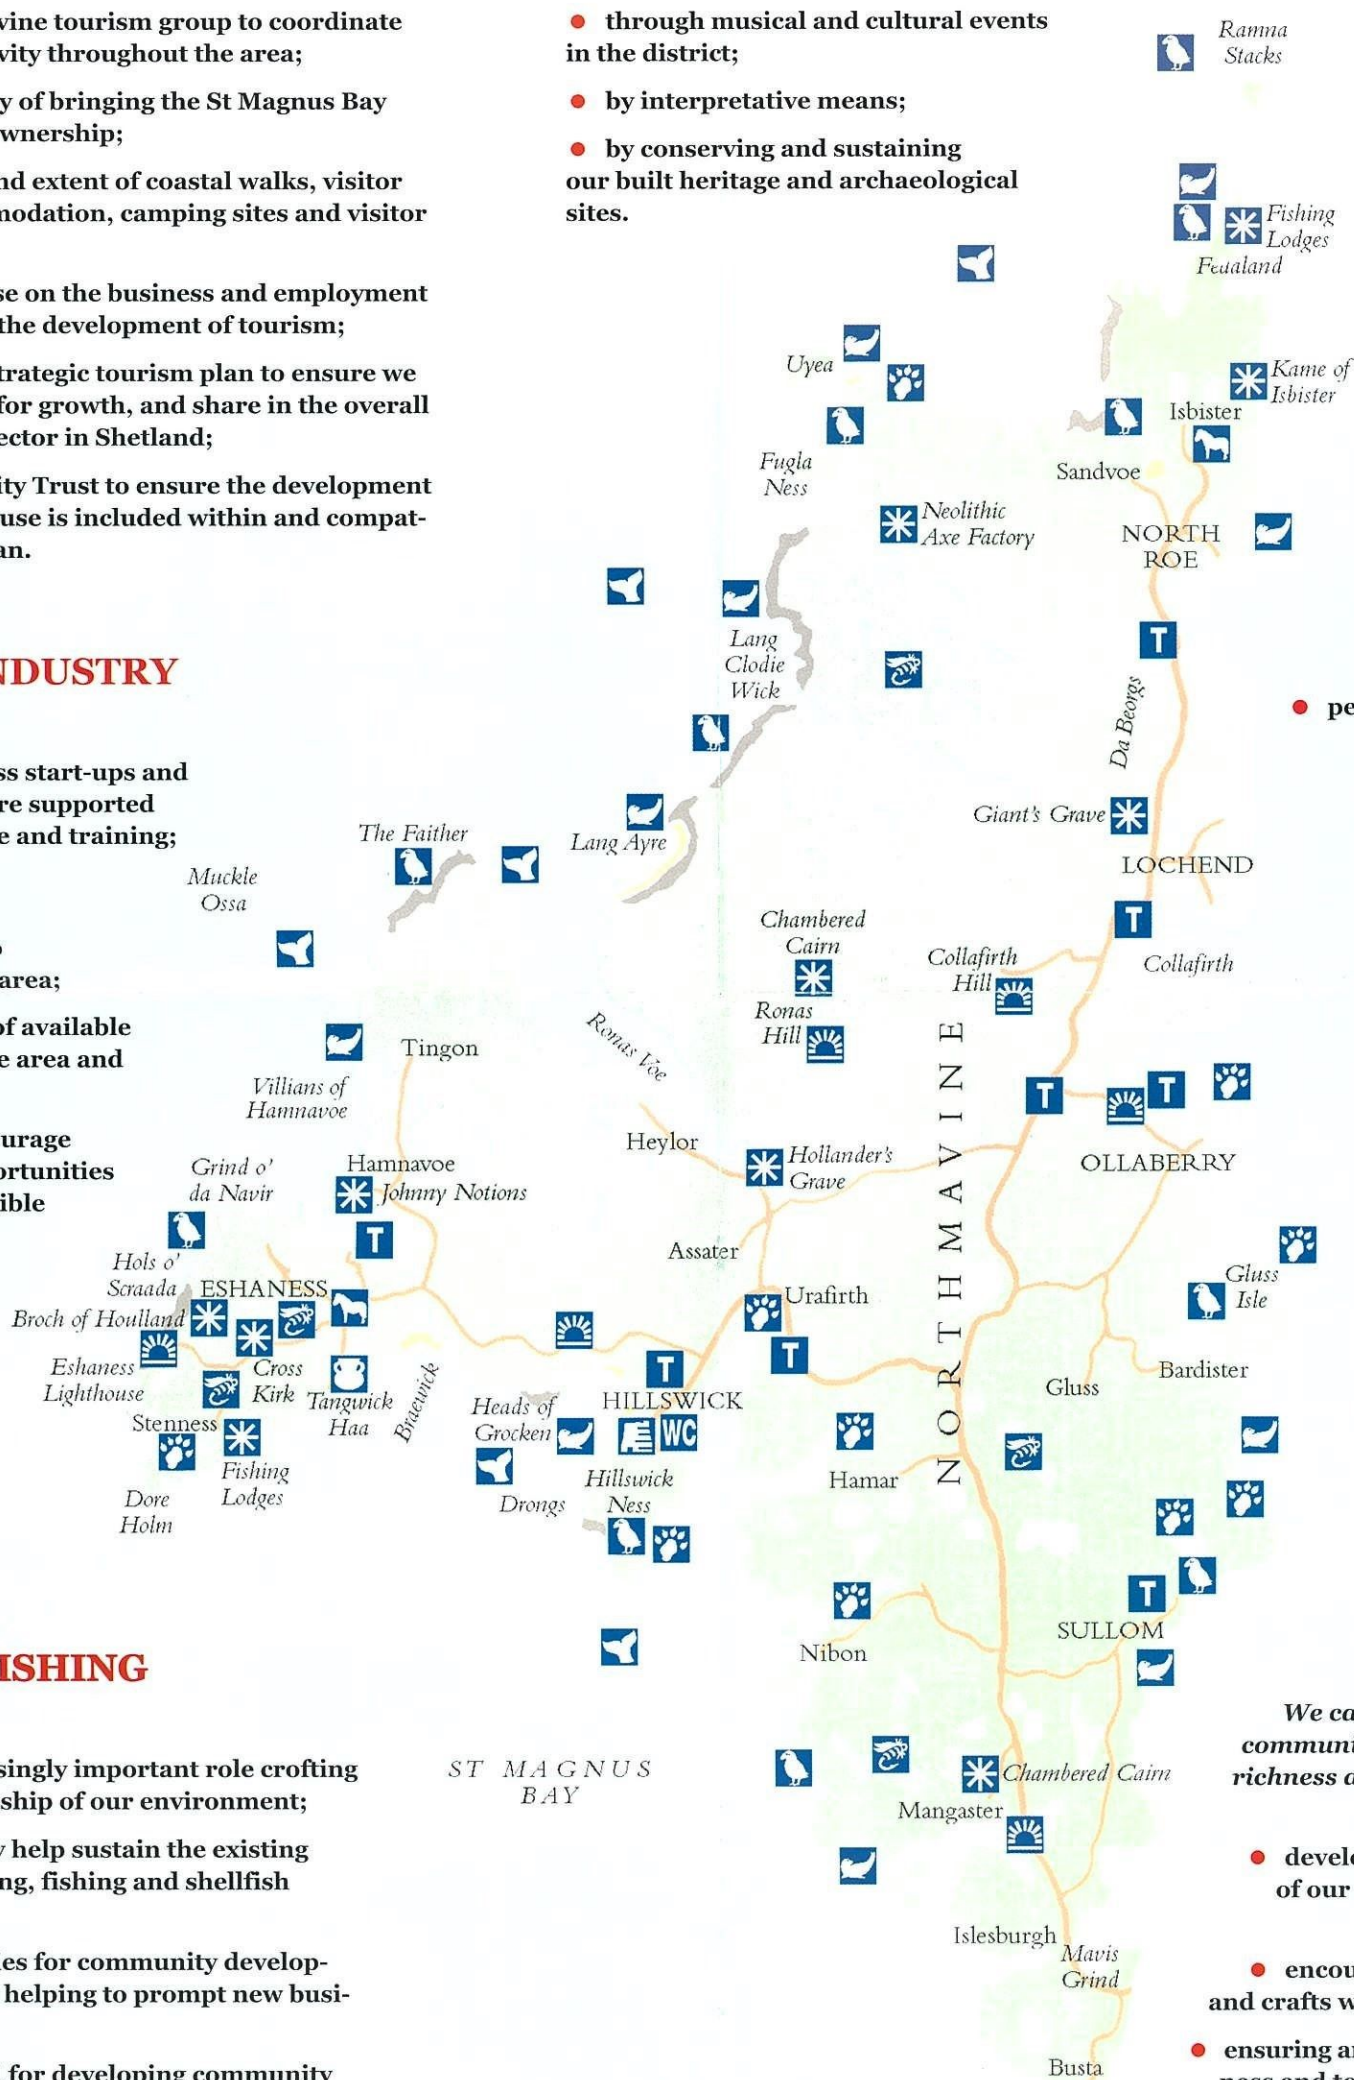 vine tourism group to coordinate
vity throughout the area;
y of bringing the St Magnus Bay
wnership;
nd extent of coastal walks, visitor
modation, camping sites and visitor
se on the business and employment
the development of tourism;
trategic tourism plan to ensure we
for growth, and share in the overall
ector in Shetland;
ity Trust to ensure the development
use is included within and compat-
an.
NDUSTRY
ss start-ups and
re supported
e and training;
area;
of available
e area and
urage
ortunities
ible
ISHING
singly important role crofting
ship of our environment;
y help sustain the existing
ng, fishing and shellfish
ies for community develop-
helping to prompt new busi-
for developing community
• through musical and cultural events
in the district;
• by interpretative means;
• by conserving and sustaining
our built heritage and archaeological
sites.
Ramna
Stacks
Fishing
Lodges
Feualand
Uyea
Kame of
Isbister
Isbister
Fugla
Ness
Sandvoe
Neolithic
Axe Factory
NORTH
ROE
Lang
Clodie
Wick
T
Da Beorgs
• pe
Giant's Grave
The Faither
Lang Ayre
LOCHEND
Muckle
Ossa
Chambered
Cairn
T
Collafirth
Hill
Collafirth
Ronas
Hill
Ronas Voe
Tingon
Villians of
Hamnavoe
T
T
Heylor
Hollander's
Grave
OLLABERRY
NORTHMAVINE
Grind o'
da Navir
Hamnavoe
Johnny Notions
T
Assater
Hols o'
Scraada
ESHANESS
Gluss
Isle
Urafirth
Broch of Houlland
T
T
Eshaness
Lighthouse
Cross
Kirk
Tangwick
Haa
Braewick
Bardister
Gluss
Heads of
Grocken
HILLSWICK
WC
Stenness
Fishing
Lodges
Hillswick
Ness
Hamar
Dore
Holm
Drongs
T
SULLOM
Nibon
We ca
communi
richness a
ST MAGNUS
BAY
Chambered Cairn
Mangaster
• develo
of our
Islesburgh
Mavis
Grind
• encou
and crafts w
• ensuring a
Busta